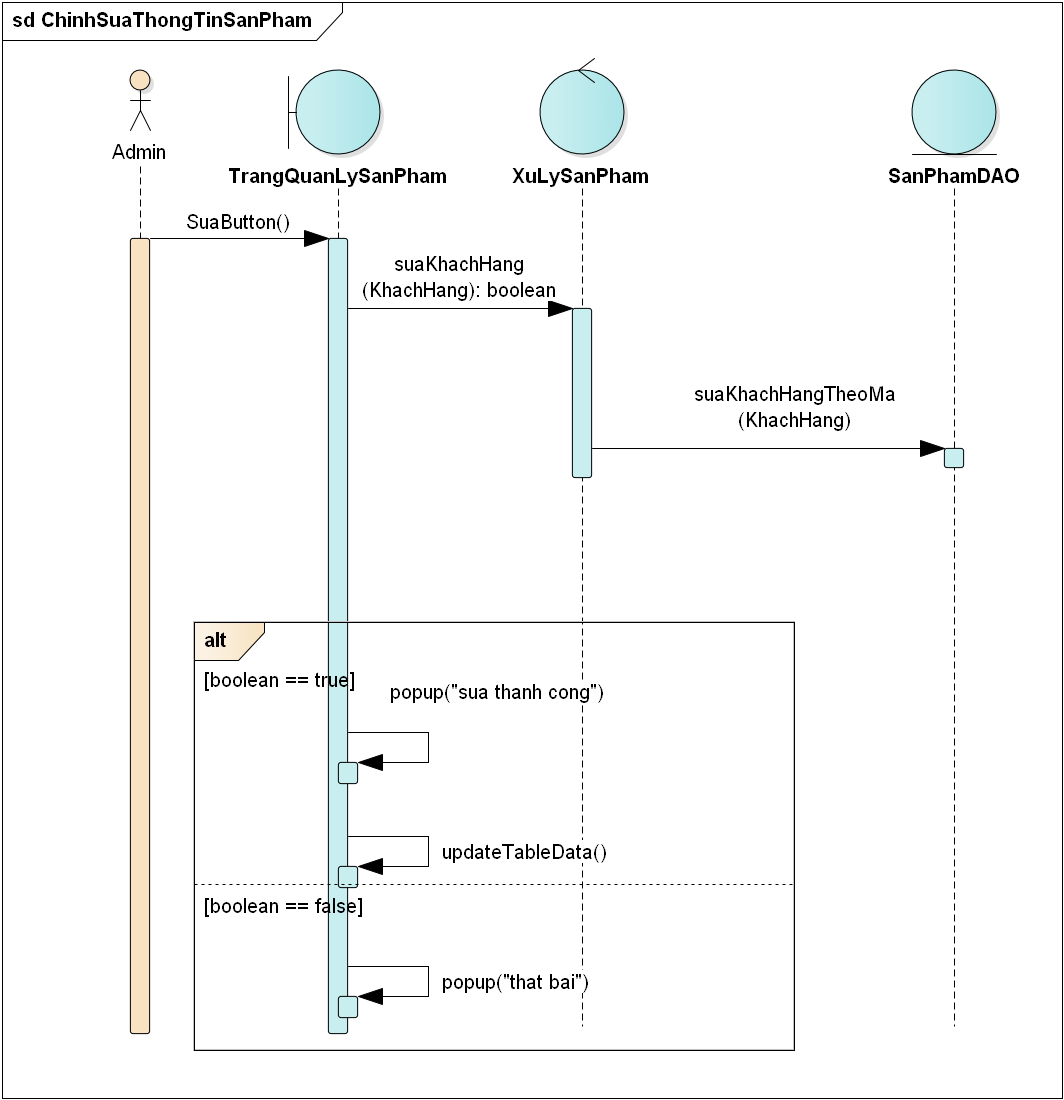 sd ChinhSuaThongTinSanPham
Admin
TrangQuanLySanPham
XuLySanPham
SanPhamDAO
SuaButton()
suaKhachHang
(KhachHang): boolean
suaKhachHangTheoMa
(KhachHang)
alt
[boolean == true]
popup("sua thanh cong")
updateTableData()
[boolean == false]
popup("that bai")